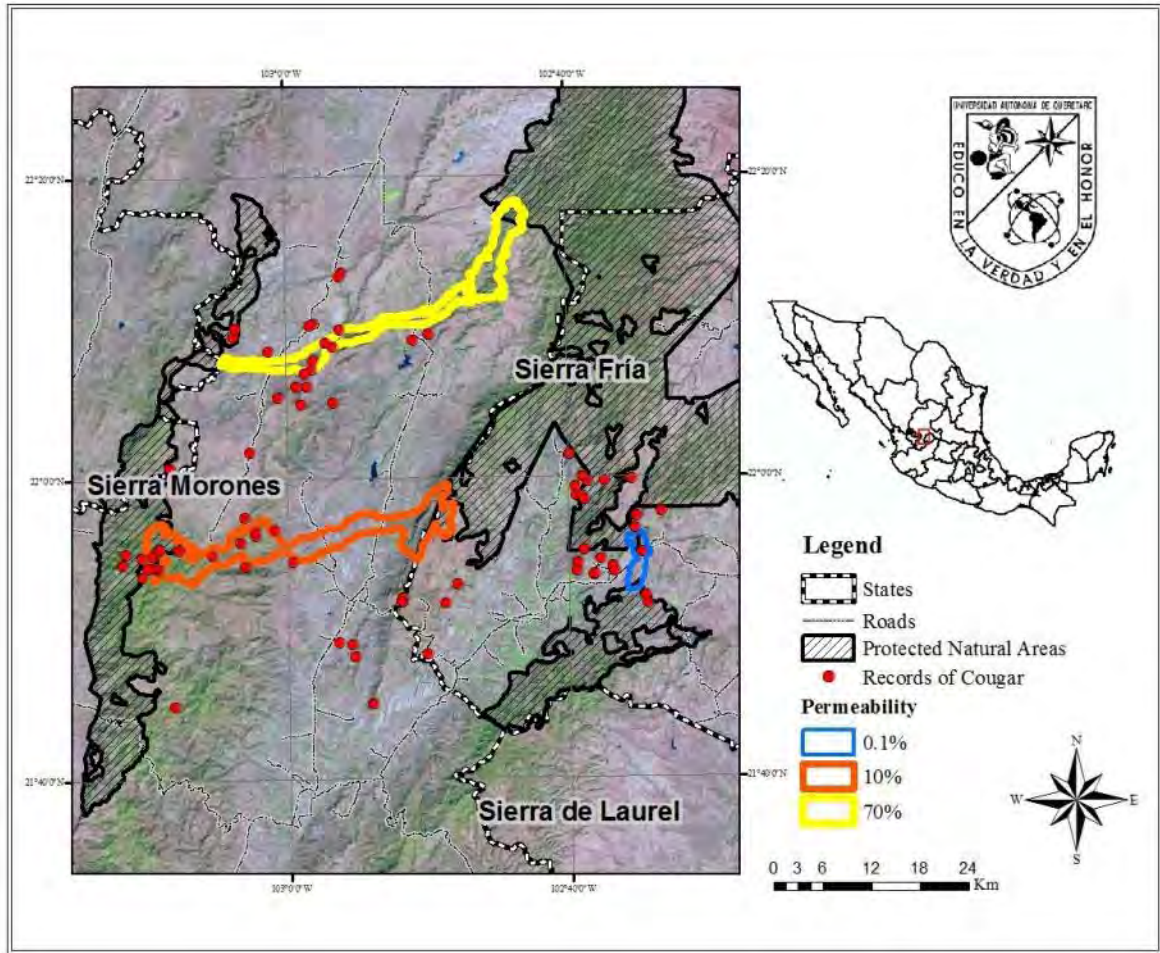 103°0'0"W
102°40'0"W
22°20'0"N
22°20'0"N
Sierra Fría
Sierra Morones
22°0'0"N
22°0'0"N
21°40'0"N
21°40'0"N
Sierra de Laurel
103°0'0"W
102°40'0"W
UNIVERSIDAD AUTONOMA DE QUERETARO
EDUCO EN LA VERDAD Y EN EL HONOR
Legend
States
Roads
Protected Natural Areas
Records of Cougar
Permeability
0.1%
10%
70%
N
W
E
S
0 3 6 12 18 24
Km